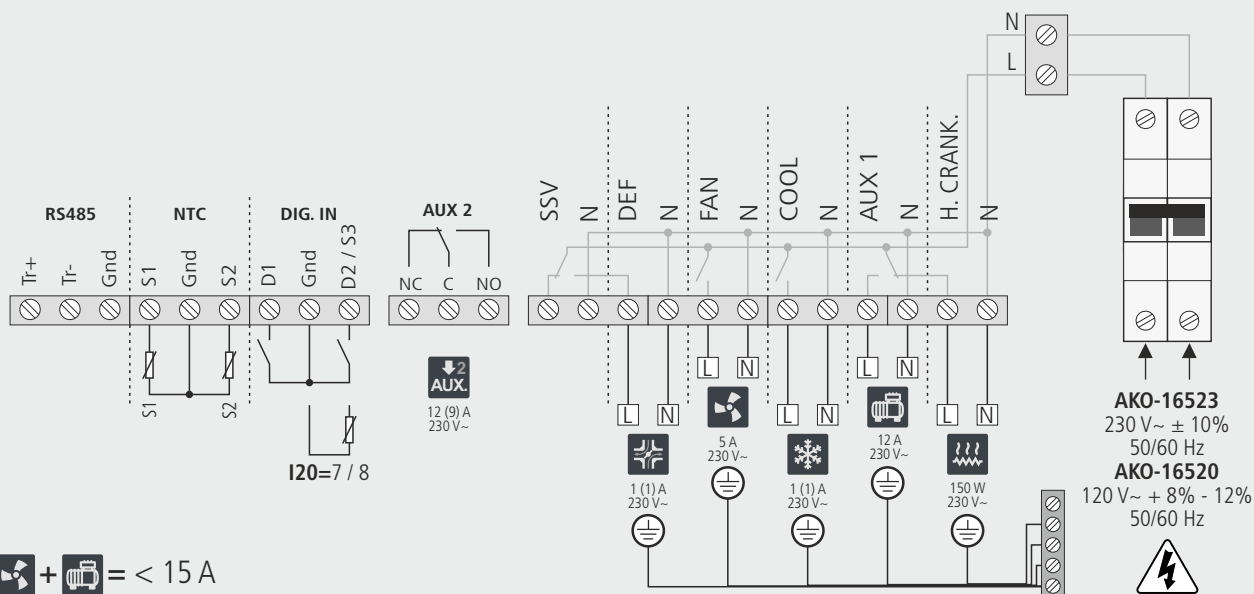 N
L
SSV
N
DEF
N
FAN
N
COOL
N
AUX 1
N
H. CRANK.
N
RS485
NTC
DIG. IN
AUX 2
Tr+
Tr-
Gnd
S1
Gnd
S2
D1
Gnd
D2 / S3
NC
C
NO
S1
S2
I20=7 / 8
2
AUX.
12 (9) A
230 V~
L
N
1 (1) A
230 V~
L
N
5 A
230 V~
L
N
1 (1) A
230 V~
L
N
12 A
230 V~
L
N
150 W
230 V~
AKO-16523
230 V~ ± 10%
50/60 Hz
AKO-16520
120 V~ + 8% - 12%
50/60 Hz
+ = < 15 A